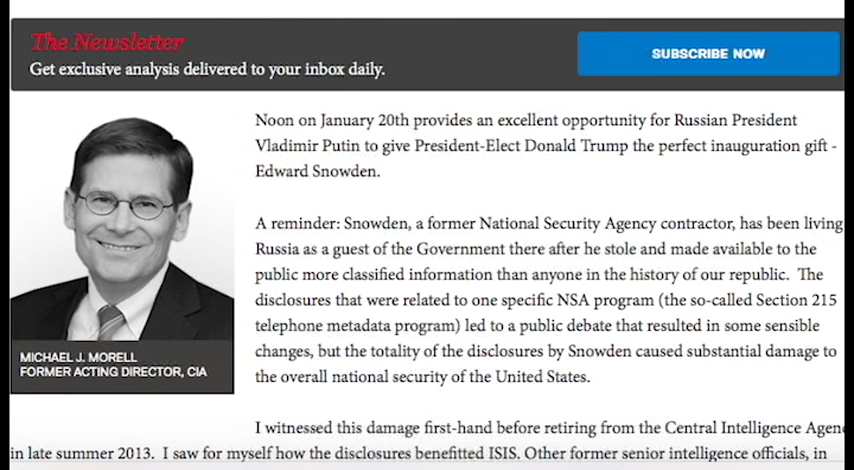 The Newsletter
Get exclusive analysis delivered to your inbox daily.
SUBSCRIBE NOW
Noon on January 20th provides an excellent opportunity for Russian President
Vladimir Putin to give President-Elect Donald Trump the perfect inauguration gift -
Edward Snowden.
A reminder: Snowden, a former National Security Agency contractor, has been living
Russia as a guest of the Government there after he stole and made available to the
public more classified information than anyone in the history of our republic. The
disclosures that were related to one specific NSA program (the so-called Section 215
telephone metadata program) led to a public debate that resulted in some sensible
changes, but the totality of the disclosures by Snowden caused substantial damage to
the overall national security of the United States.
MICHAEL J. MORELL
FORMER ACTING DIRECTOR, CIA
I witnessed this damage first-hand before retiring from the Central Intelligence Agen
in late summer 2013. I saw for myself how the disclosures benefitted ISIS. Other former senior intelligence officials, in